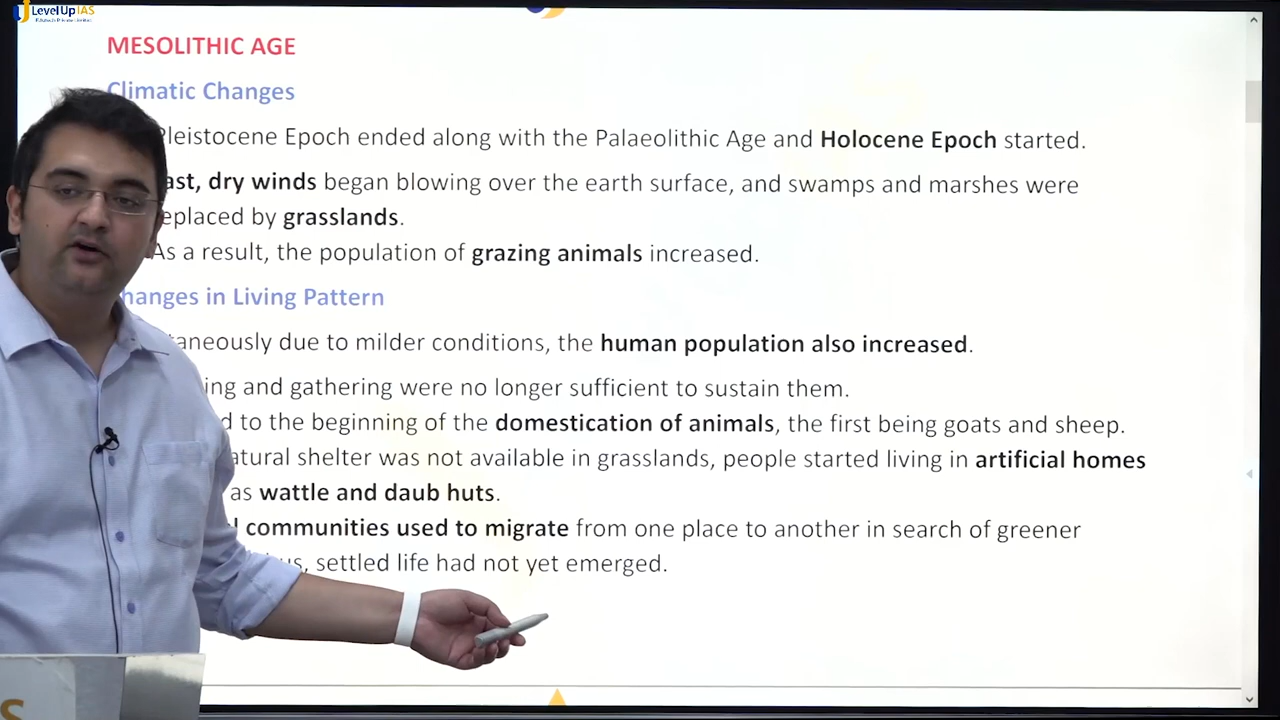 LevelUp IAS
MESOLITHIC AGE
Climatic Changes
Pleistocene Epoch ended along with the Palaeolithic Age and Holocene Epoch started.
ast, dry winds began blowing over the earth surface, and swamps and marshes were
eplaced by grasslands.
As a result, the population of grazing animals increased.
hanges in Living Pattern
taneously due to milder conditions, the human population also increased.
ing and gathering were no longer sufficient to sustain them.
d to the beginning of the domestication of animals, the first being goats and sheep.
atural shelter was not available in grasslands, people started living in artificial homes
as wattle and daub huts.
l communities used to migrate from one place to another in search of greener
us, settled life had not yet emerged.
S